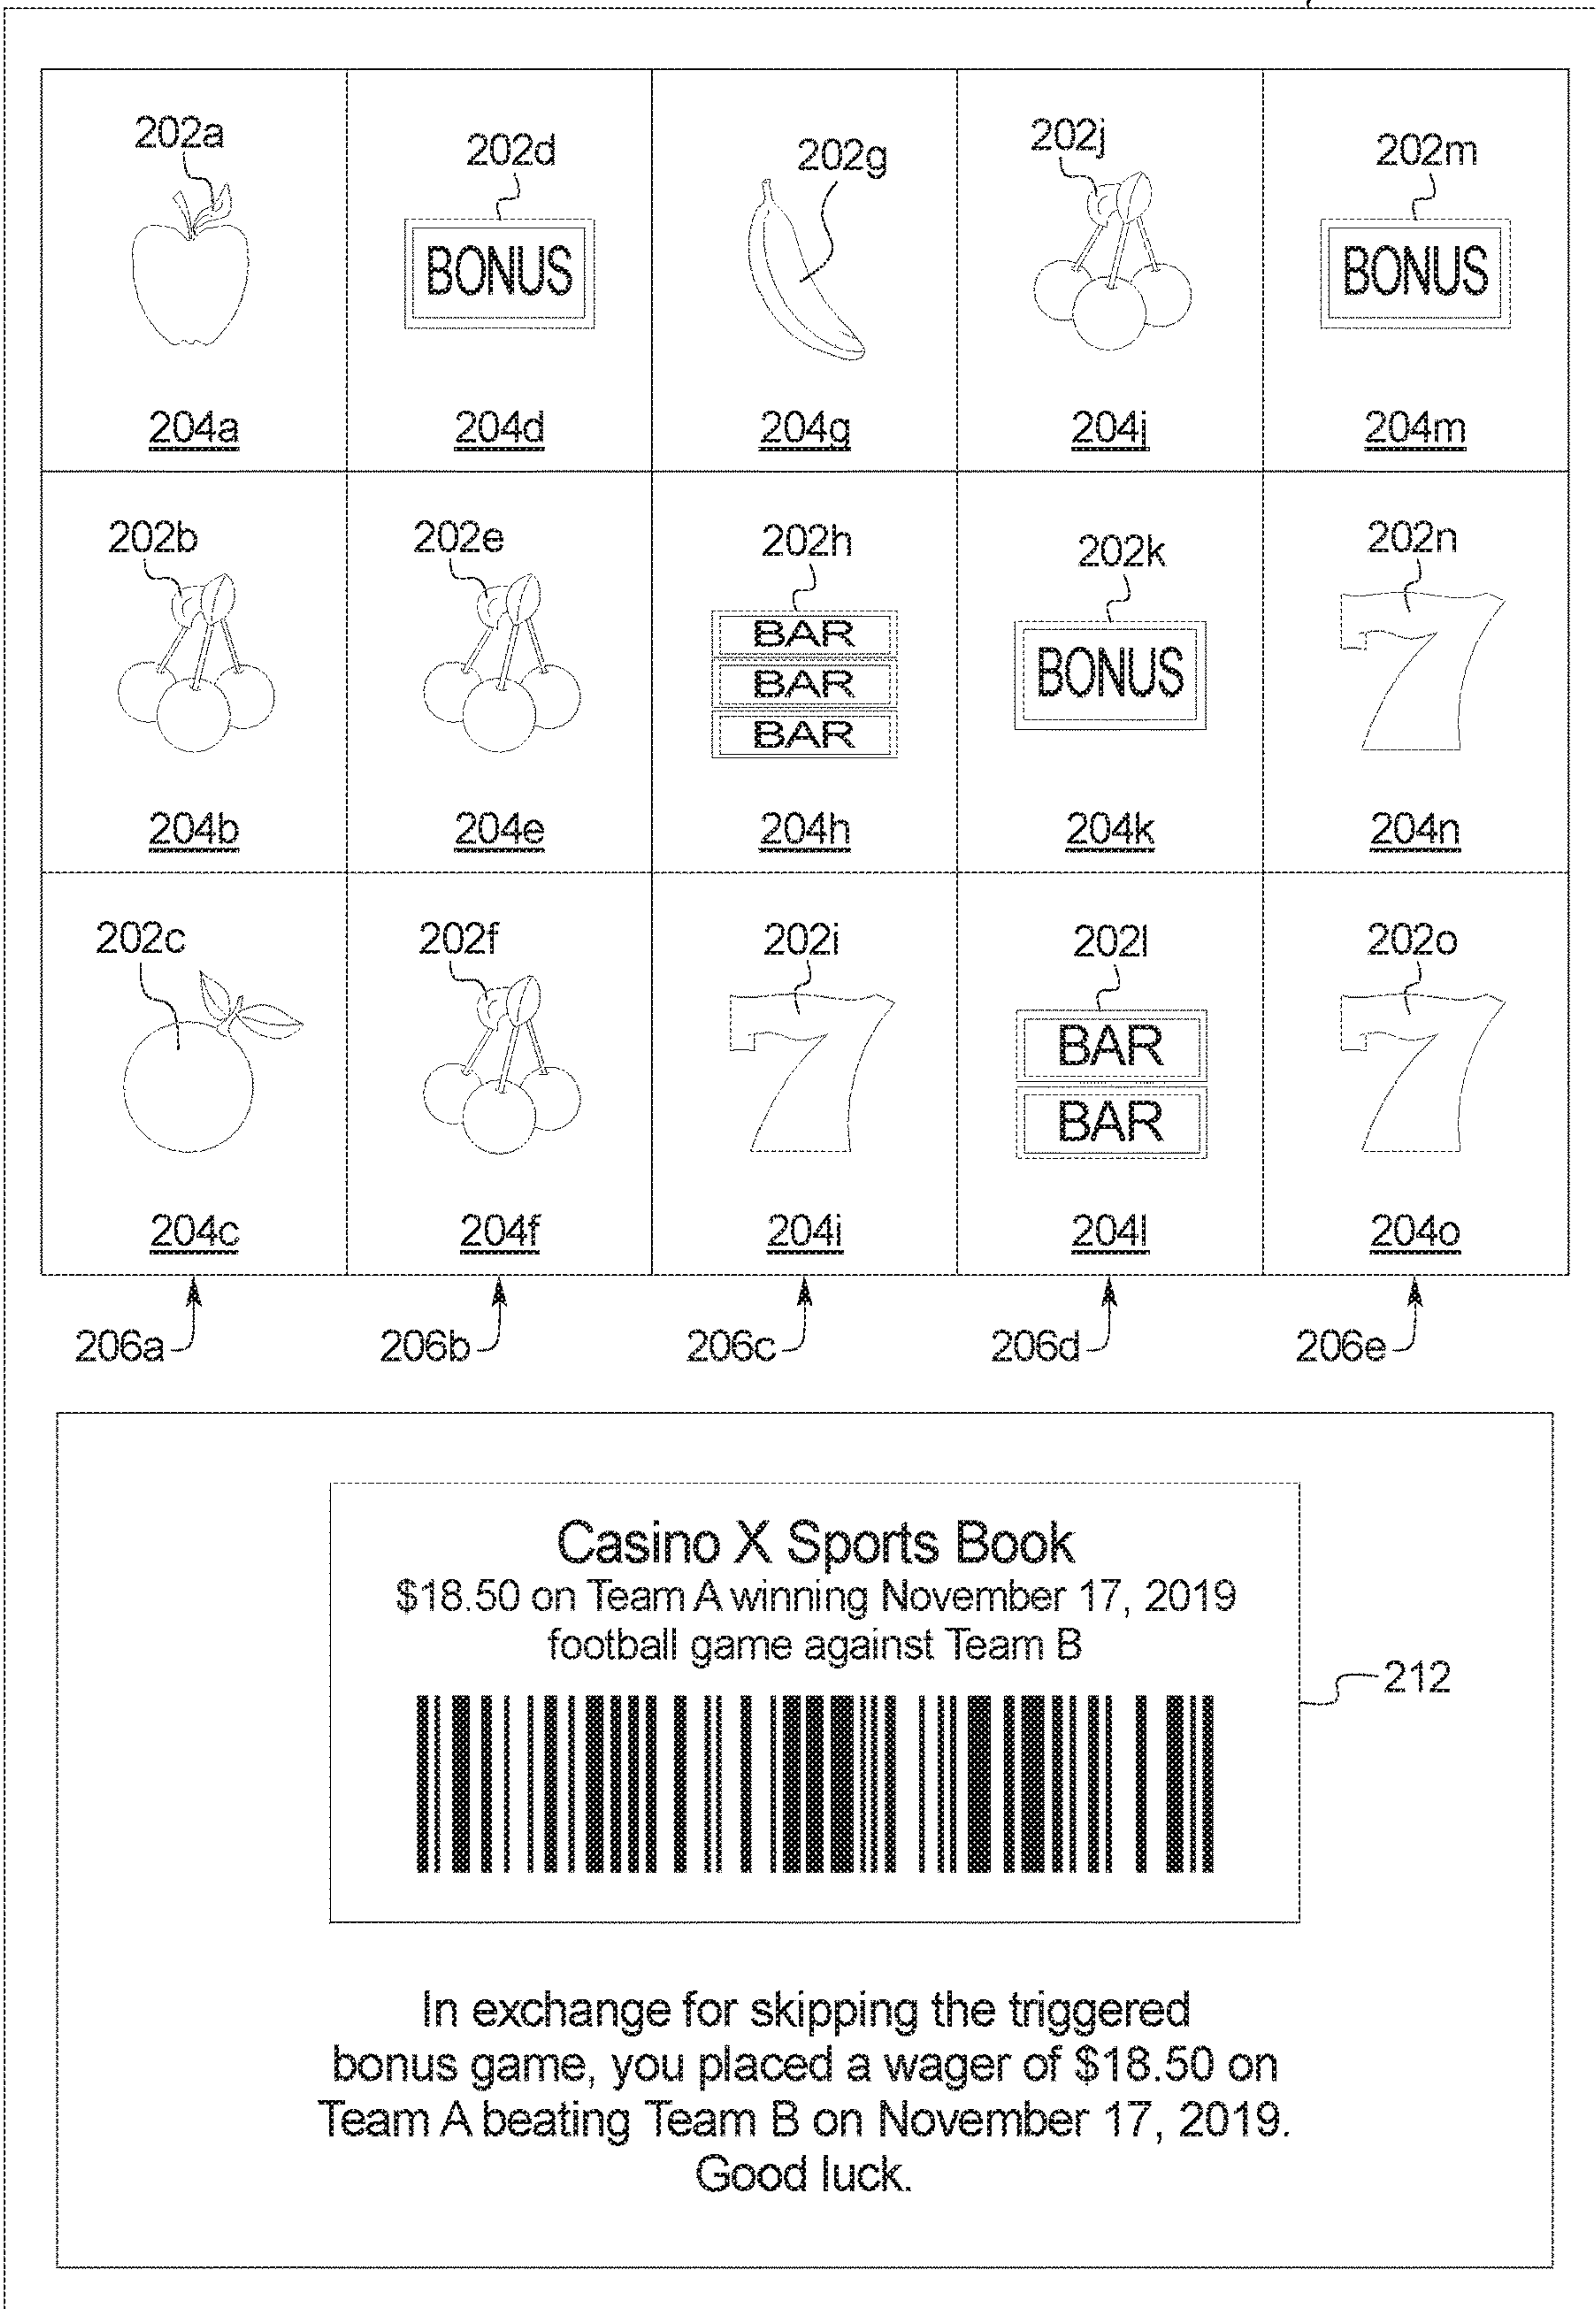 202a 202d 202g 202j 202m
BONUS BONUS
204a 204d 204g 204j 204m
202b 202e 202h 202k 202n
BAR
BAR
BAR
BONUS
7
204b 204e 204h 204k 204n
202c 202f 202i 202l 202o
7
BAR
BAR
7
204c 204f 204i 204l 204o
206a 206b 206c 206d 206e
Casino X Sports Book
$18.50 on Team A winning November 17, 2019
football game against Team B
212
In exchange for skipping the triggered
bonus game, you placed a wager of $18.50 on
Team A beating Team B on November 17, 2019.
Good luck.